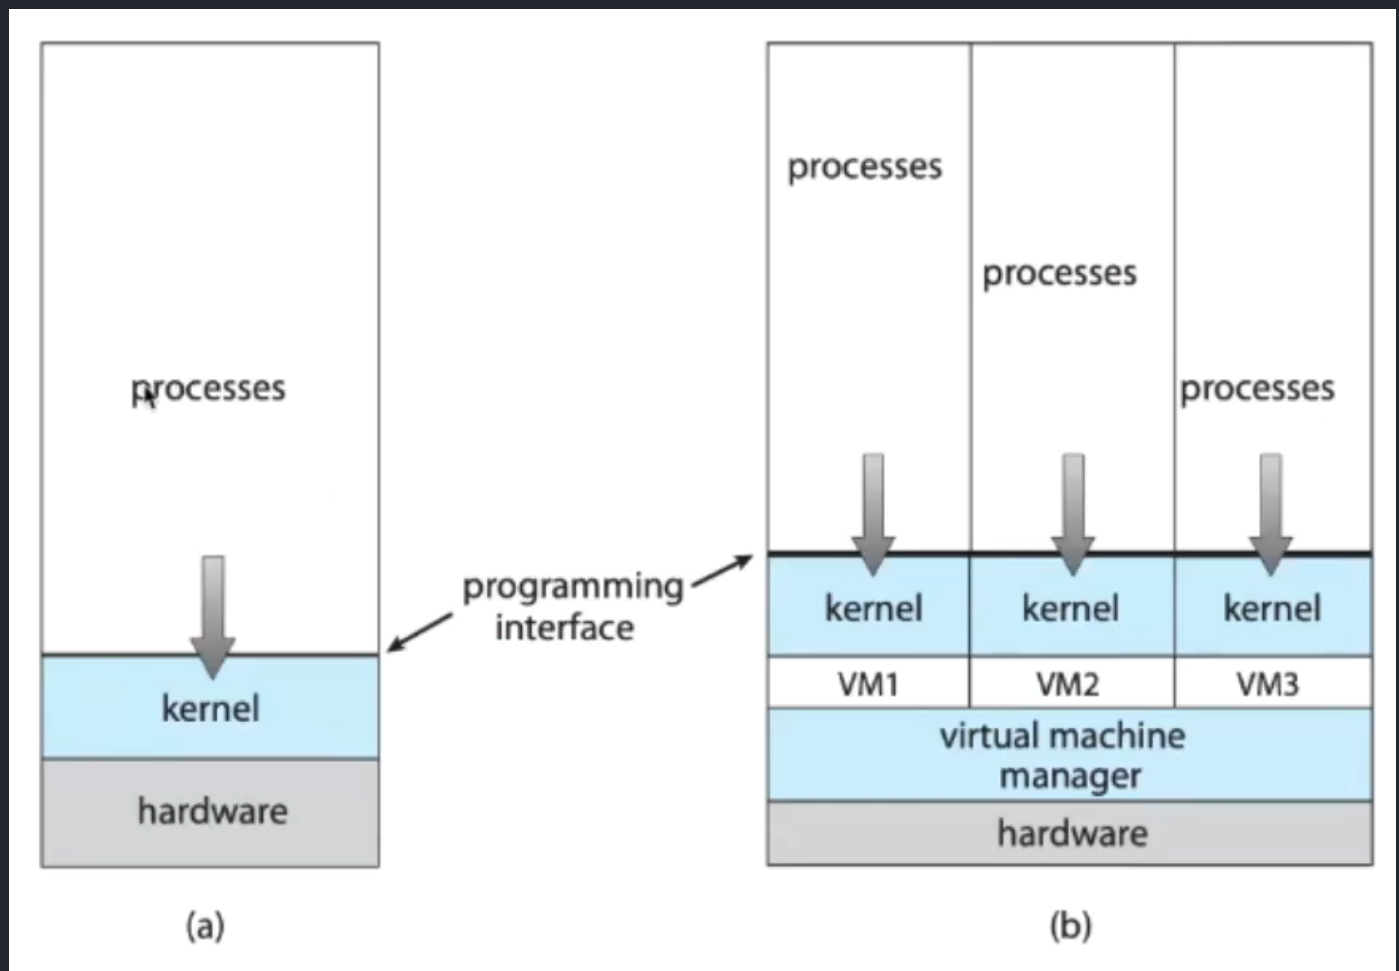 processes
kernel
hardware
(a)
programming
interface
processes
processes
processes
kernel
kernel
kernel
VM1
VM2
VM3
virtual machine
manager
hardware
(b)